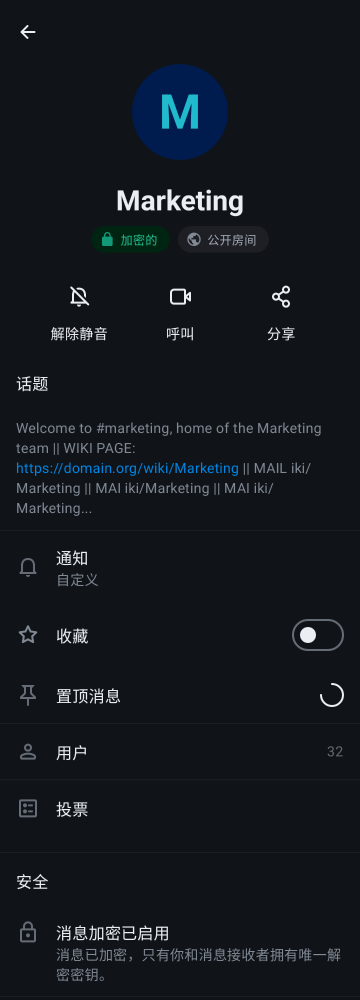 M
Marketing
加密的
公开房间
解除静音
呼叫
分享
话题
Welcome to #marketing, home of the Marketing
team || WIKI PAGE:
https://domain.org/wiki/Marketing || MAIL iki/
Marketing || MAI iki/Marketing || MAI iki/
Marketing...
通知
自定义
收藏
置顶消息
用户
32
投票
安全
消息加密已启用
消息已加密，只有你和消息接收者拥有唯一解
密密钥。